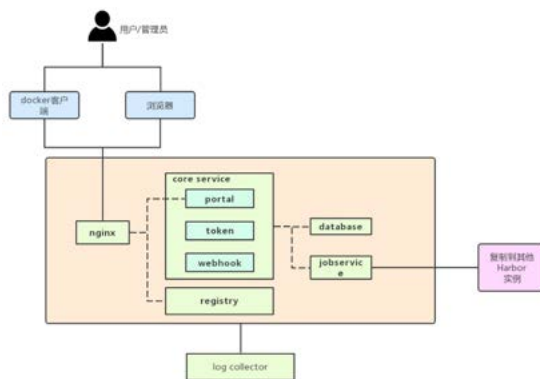 用户/管理员
docker客户
端
浏览器
core service
portal
nginx
token
database
webhook
jobservic
e
复制到其他
Harbor
实例
registry
log collector